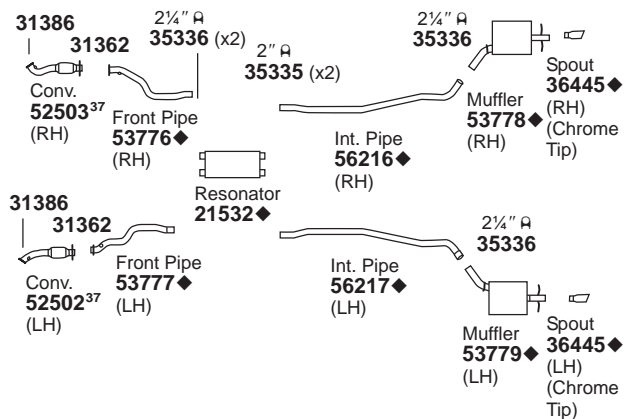 31386
31362
2¼″
35336 (x2)
2″
35335 (x2)
2¼″
35336
Conv.
52503³⁷
(RH)
Front Pipe
53776◆
(RH)
Int. Pipe
56216◆
(RH)
Muffler
53778◆
(RH)
Spout
36445◆
(RH)
(Chrome
Tip)
Resonator
21532◆
31386
31362
Conv.
52502³⁷
(LH)
Front Pipe
53777◆
(LH)
Int. Pipe
56217◆
(LH)
2¼″
35336
Muffler
53779◆
(LH)
Spout
36445◆
(LH)
(Chrome
Tip)